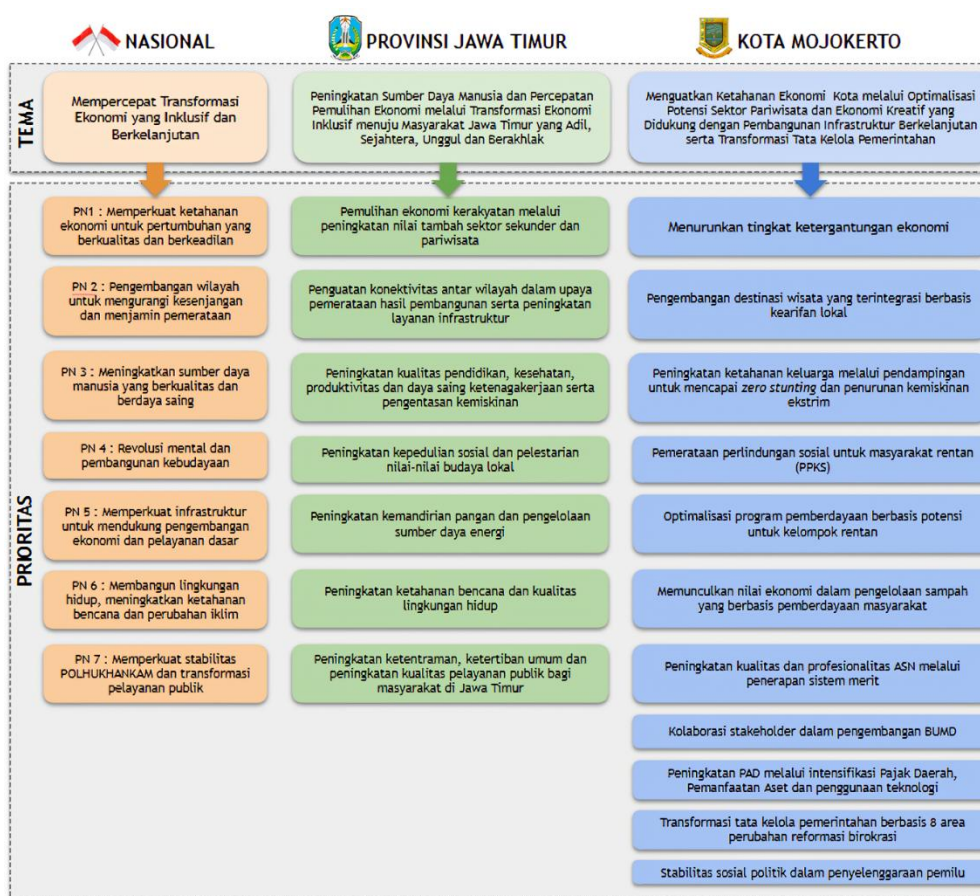 NASIONAL
PROVINSI JAWA TIMUR
KOTA MOJOKERTO
TEMA
Mempercepat Transformasi
Ekonomi yang Inklusif dan
Berkelanjutan
Peningkatan Sumber Daya Manusia dan Percepatan
Pemulihan Ekonomi melalui Transformasi Ekonomi
Inklusif menuju Masyarakat Jawa Timur yang Adil,
Sejahtera, Unggul dan Berakhlak
Menguatkan Ketahanan Ekonomi Kota melalui Optimalisasi
Potensi Sektor Pariwisata dan Ekonomi Kreatif yang
Didukung dengan Pembangunan Infrastruktur Berkelanjutan
serta Transformasi Tata Kelola Pemerintahan
PRIORITAS
PN1 : Memperkuat ketahanan
ekonomi untuk pertumbuhan yang
berkualitas dan berkeadilan
Pemulihan ekonomi kerakyatan melalui
peningkatan nilai tambah sektor sekunder dan
pariwisata
Menurunkan tingkat ketergantungan ekonomi
PN 2 : Pengembangan wilayah
untuk mengurangi kesenjangan
dan menjamin pemerataan
Penguatan konektivitas antar wilayah dalam upaya
pemerataan hasil pembangunan serta peningkatan
layanan infrastruktur
Pengembangan destinasi wisata yang terintegrasi berbasis
kearifan lokal
PN 3 : Meningkatkan sumber daya
manusia yang berkualitas dan
berdaya saing
Peningkatan kualitas pendidikan, kesehatan,
produktivitas dan daya saing ketenagakerjaan serta
pengentasan kemiskinan
Peningkatan ketahanan keluarga melalui pendampingan
untuk mencapai zero stunting dan penurunan kemiskinan
ekstrim
PN 4 : Revolusi mental dan
pembangunan kebudayaan
Peningkatan kepedulian sosial dan pelestarian
nilai-nilai budaya lokal
Pemerataan perlindungan sosial untuk masyarakat rentan
(PPKS)
PN 5 : Memperkuat infrastruktur
untuk mendukung pengembangan
ekonomi dan pelayanan dasar
Peningkatan kemandirian pangan dan pengelolaan
sumber daya energi
Optimalisasi program pemberdayaan berbasis potensi
untuk kelompok rentan
PN 6 : Membangun lingkungan
hidup, meningkatkan ketahanan
bencana dan perubahan iklim
Peningkatan ketahanan bencana dan kualitas
lingkungan hidup
Memunculkan nilai ekonomi dalam pengelolaan sampah
yang berbasis pemberdayaan masyarakat
PN 7 : Memperkuat stabilitas
POLHUKHANKAM dan transformasi
pelayanan publik
Peningkatan ketentraman, ketertiban umum dan
peningkatan kualitas pelayanan publik bagi
masyarakat di Jawa Timur
Peningkatan kualitas dan profesionalitas ASN melalui
penerapan sistem merit
Kolaborasi stakeholder dalam pengembangan BUMD
Peningkatan PAD melalui intensifikasi Pajak Daerah,
Pemanfaatan Aset dan penggunaan teknologi
Transformasi tata kelola pemerintahan berbasis 8 area
perubahan reformasi birokrasi
Stabilitas sosial politik dalam penyelenggaraan pemilu